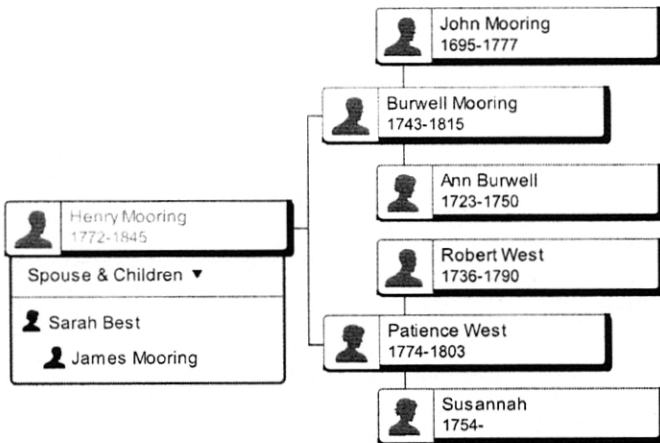 John Mooring
1695-1777
Burwell Mooring
1743-1815
Ann Burwell
1723-1750
Henry Mooring
1772-1845
Spouse & Children ▼
Sarah Best
James Mooring
Robert West
1736-1790
Patience West
1774-1803
Susannah
1754-